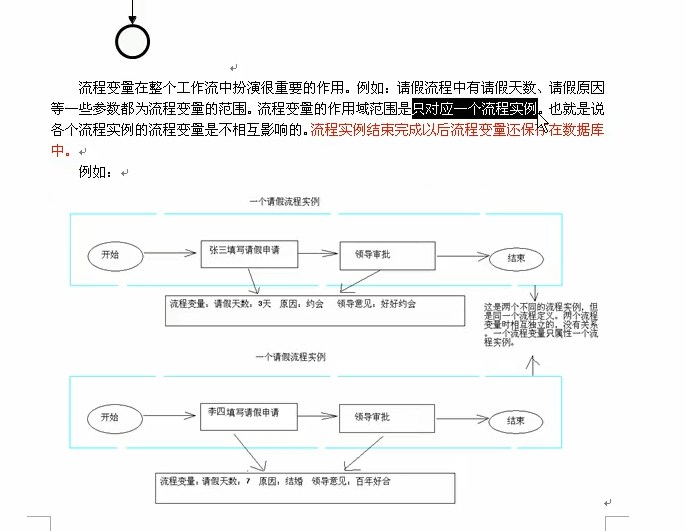 流程变量在整个工作流中扮演很重要的作用。例如：请假流程中有请假天数、请假原因
等一些参数都为流程变量的范围。流程变量的作用域范围是只对应一个流程实例。也就是说
各个流程实例的流程变量是不相互影响的。流程实例结束完成以后流程变量还保存在数据库
中。
例如：
一个请假流程实例
开始
张三填写请假申请
领导审批
结束
流程变量：请假天数：3天 原因：约会 领导意见：好好约会
这是两个不同的流程实例，但
是同一个流程定义。两个流程
变量时相互独立的，没有关系
。一个流程变量只属性一个流
程实例。
一个请假流程实例
开始
李四填写请假申请
领导审批
结束
流程变量：请假天数：7 原因：结婚 领导意见：百年好合